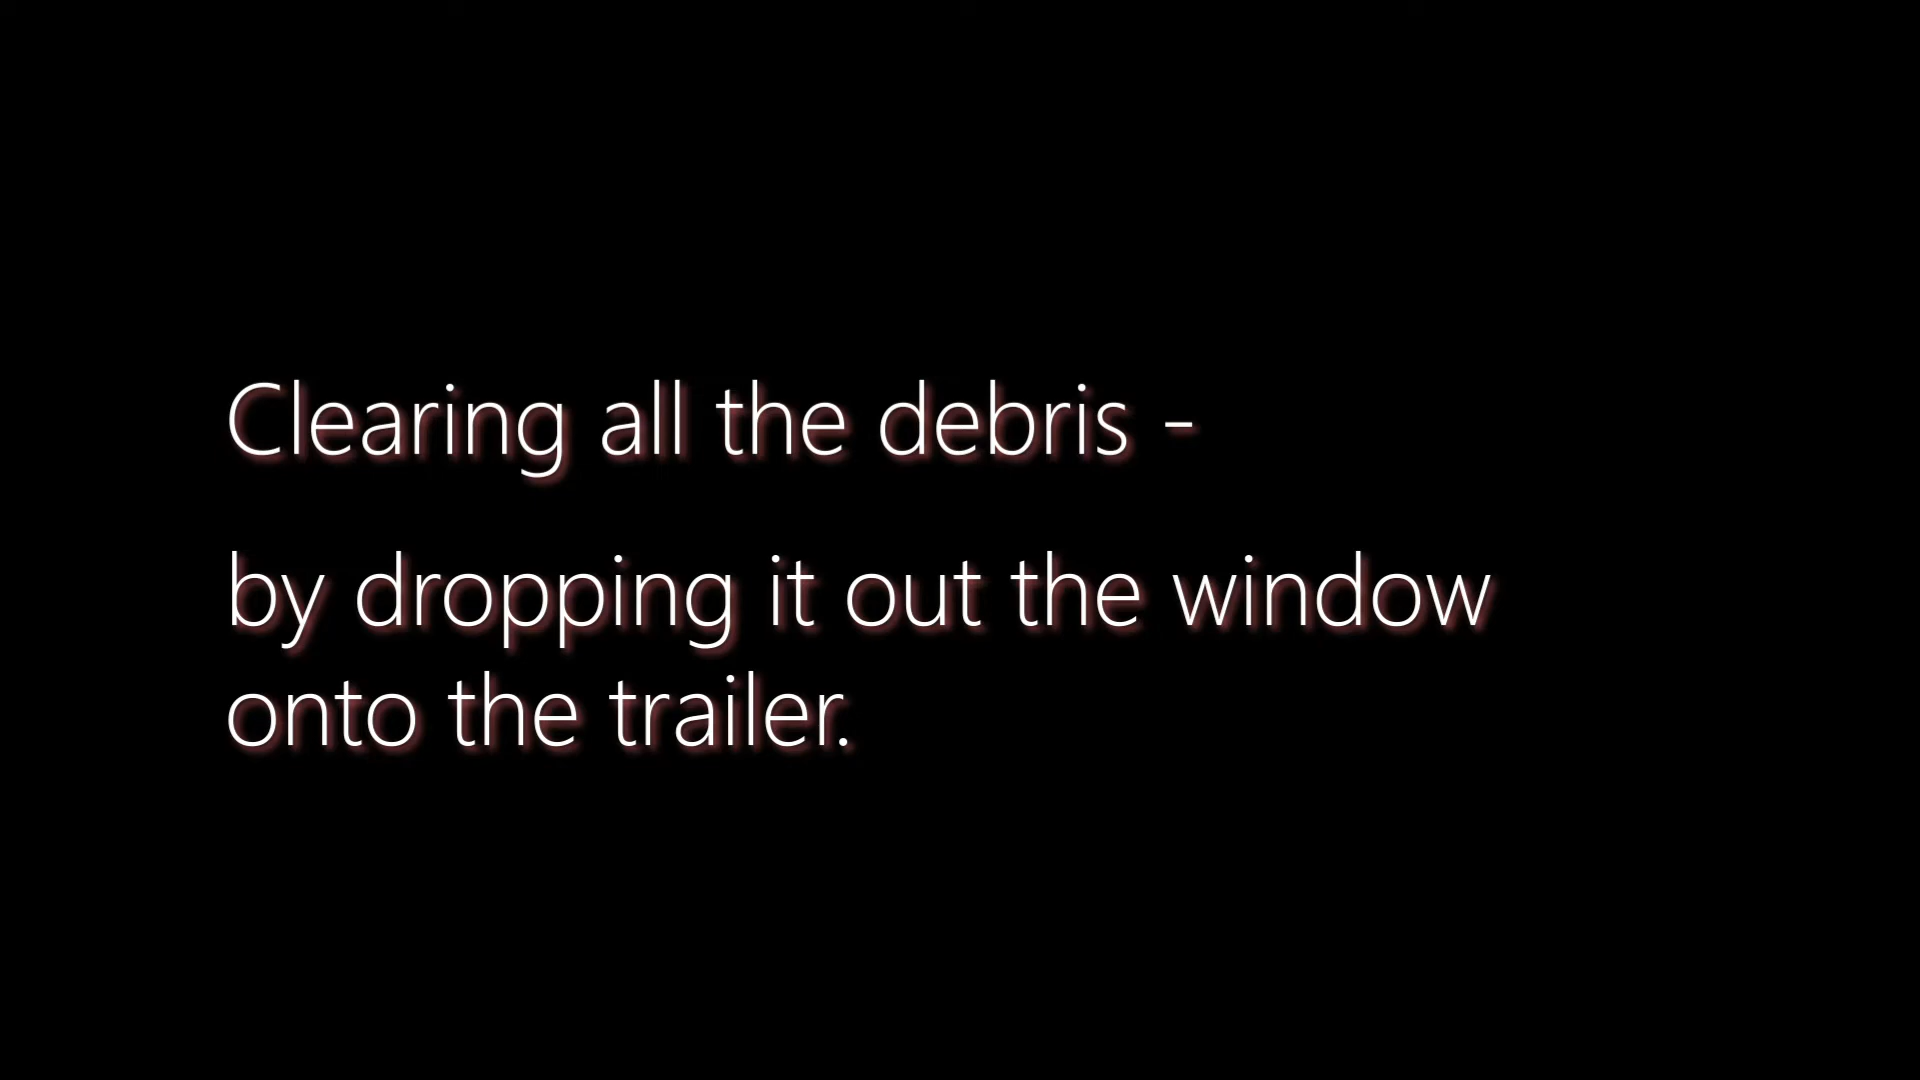 Clearing all the debris -
by dropping it out the window
onto the trailer.